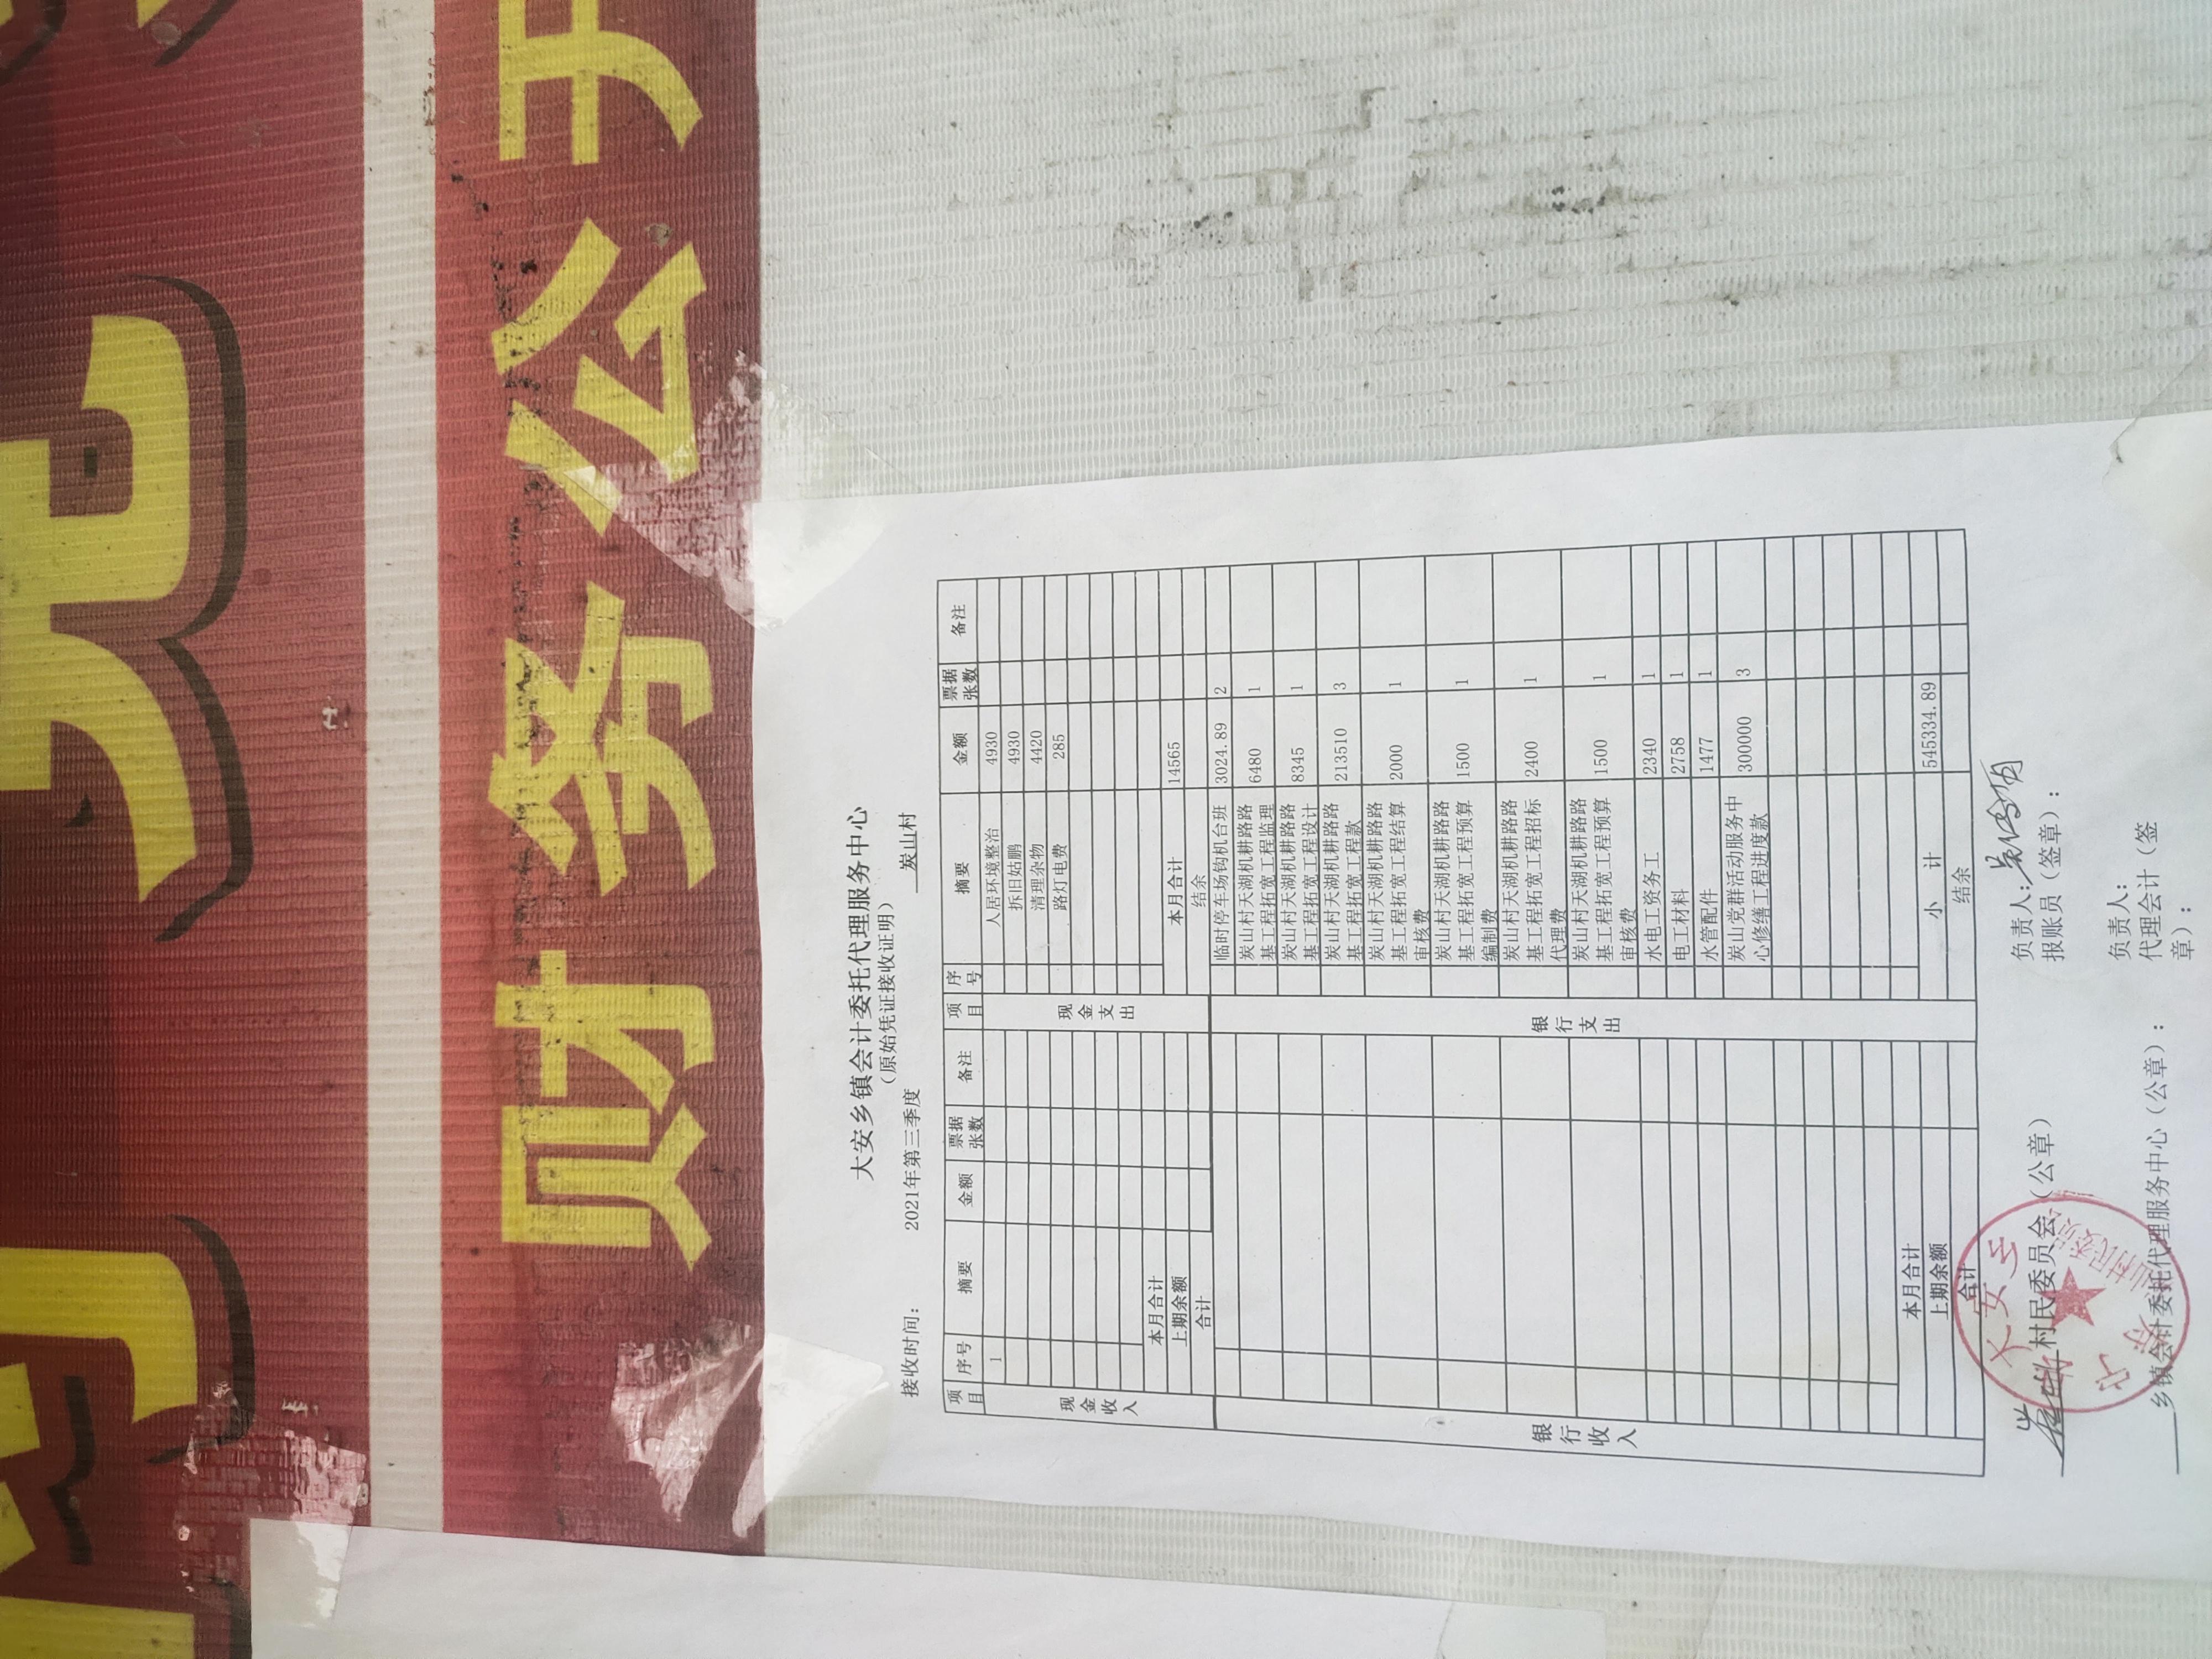 财务公开
大安乡镇会计委托代理服务中心
（原始凭证接收证明）
接收时间： 2021年第三季度 炭山村
项目 序号 摘要 金额 票据张数 备注 项目 序号 摘要 金额 票据张数 备注
现金收入 1 现金支出 人居环境整治 4930
拆旧姑鹏 4930
清理杂物 4420
路灯电费 285
本月合计 本月合计 14565
上期余额 结余
合计
银行收入 银行支出 临时停车场钩机台班 3024.89 2
炭山村天湖机耕路路基工程拓宽工程监理 6480 1
炭山村天湖机耕路路基工程拓宽工程设计 8345 1
炭山村天湖机耕路路基工程拓宽工程款 213510 3
炭山村天湖机耕路路基工程拓宽工程结算审核费 2000 1
炭山村天湖机耕路路基工程拓宽工程预算编制费 1500 1
炭山村天湖机耕路路基工程拓宽工程招标代理费 2400 1
炭山村天湖机耕路路基工程拓宽工程预算审核费 1500 1
水电工资务工 2340 1
电工材料 2758 1
水管配件 1477 1
炭山党群活动服务中心修缮工程进度款 300000 3
本月合计
上期余额 小计 545334.89
合计 结余
村民委员会（公章） 负责人：
报账员（签章）：
乡镇会计委托代理服务中心（公章）： 负责人：
代理会计（签章）：
大安乡